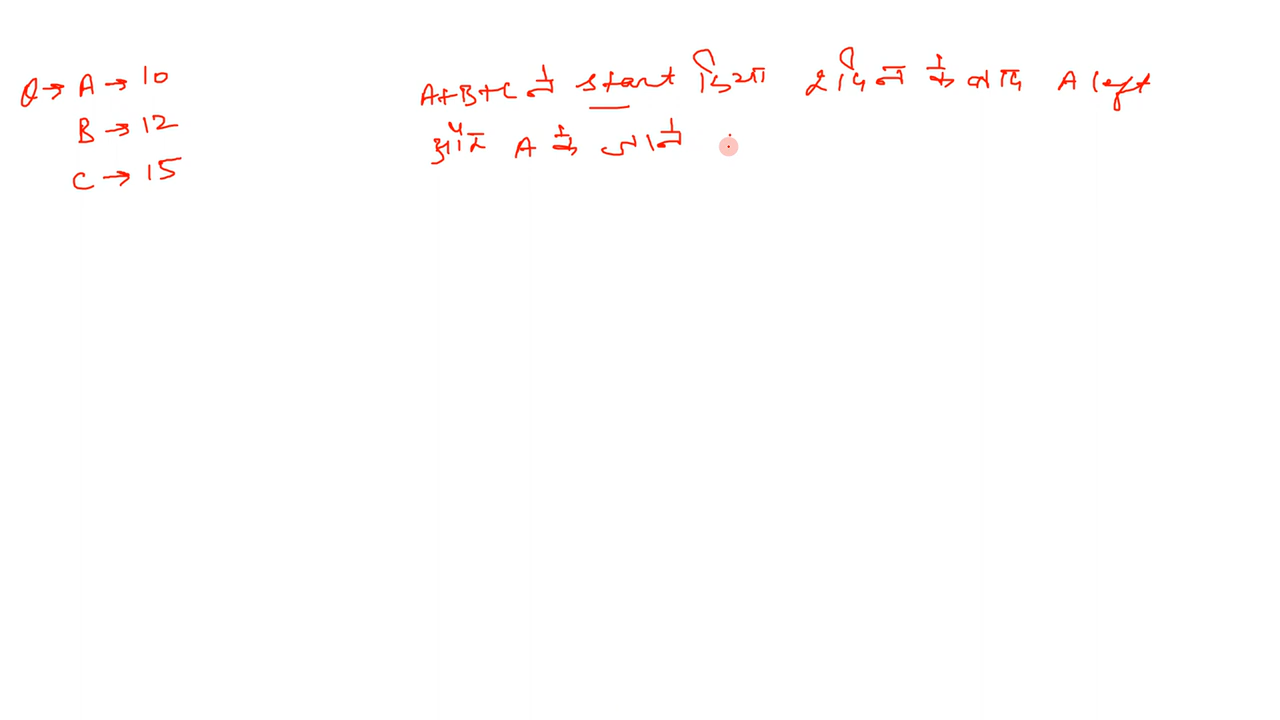 Q → A → 10
B → 12
C → 15
A+B+C ने start किया 2 दिन के बाद A left
और A के जाने